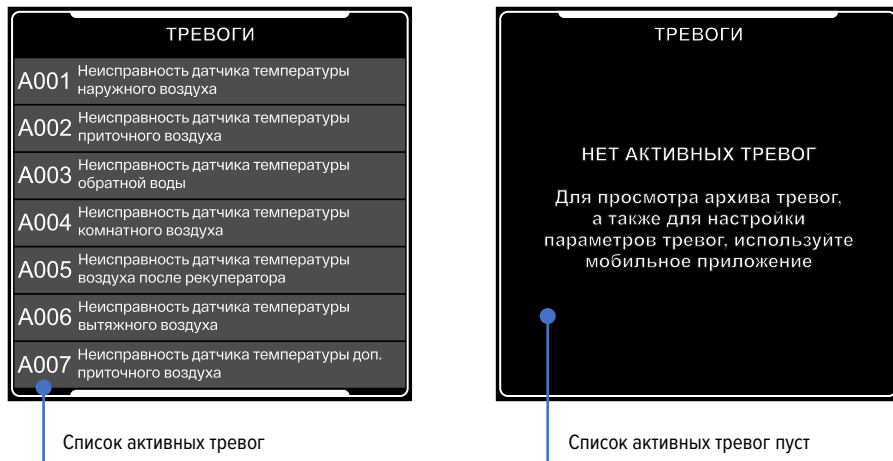 ТРЕВОГИ
A001 Неисправность датчика температуры
наружного воздуха
A002 Неисправность датчика температуры
приточного воздуха
A003 Неисправность датчика температуры
обратной воды
A004 Неисправность датчика температуры
комнатного воздуха
A005 Неисправность датчика температуры
воздуха после рекуператора
A006 Неисправность датчика температуры
вытяжного воздуха
A007 Неисправность датчика температуры доп.
приточного воздуха
Список активных тревог
ТРЕВОГИ
НЕТ АКТИВНЫХ ТРЕВОГ
Для просмотра архива тревог,
а также для настройки
параметров тревог, используйте
мобильное приложение
Список активных тревог пуст